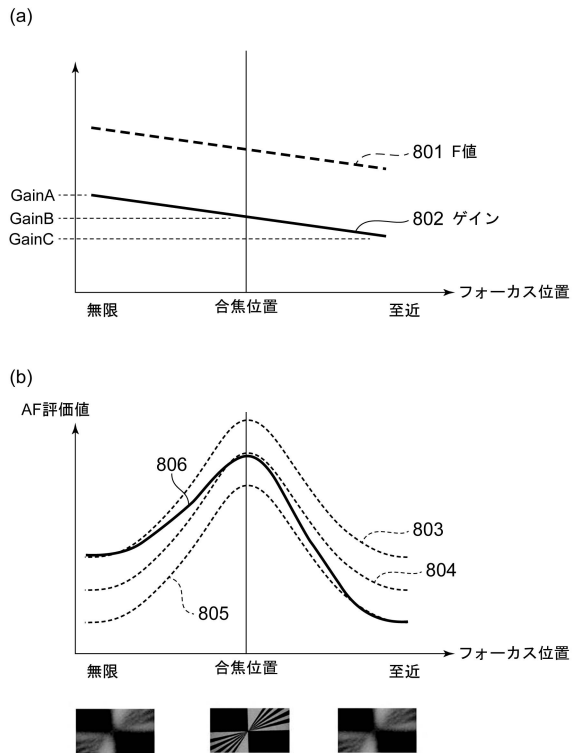 (a)
801 F値
GainA
GainB
802 ゲイン
GainC
フォーカス位置
無限
合焦位置
至近
(b)
AF評価値
806
803
804
805
フォーカス位置
無限
合焦位置
至近